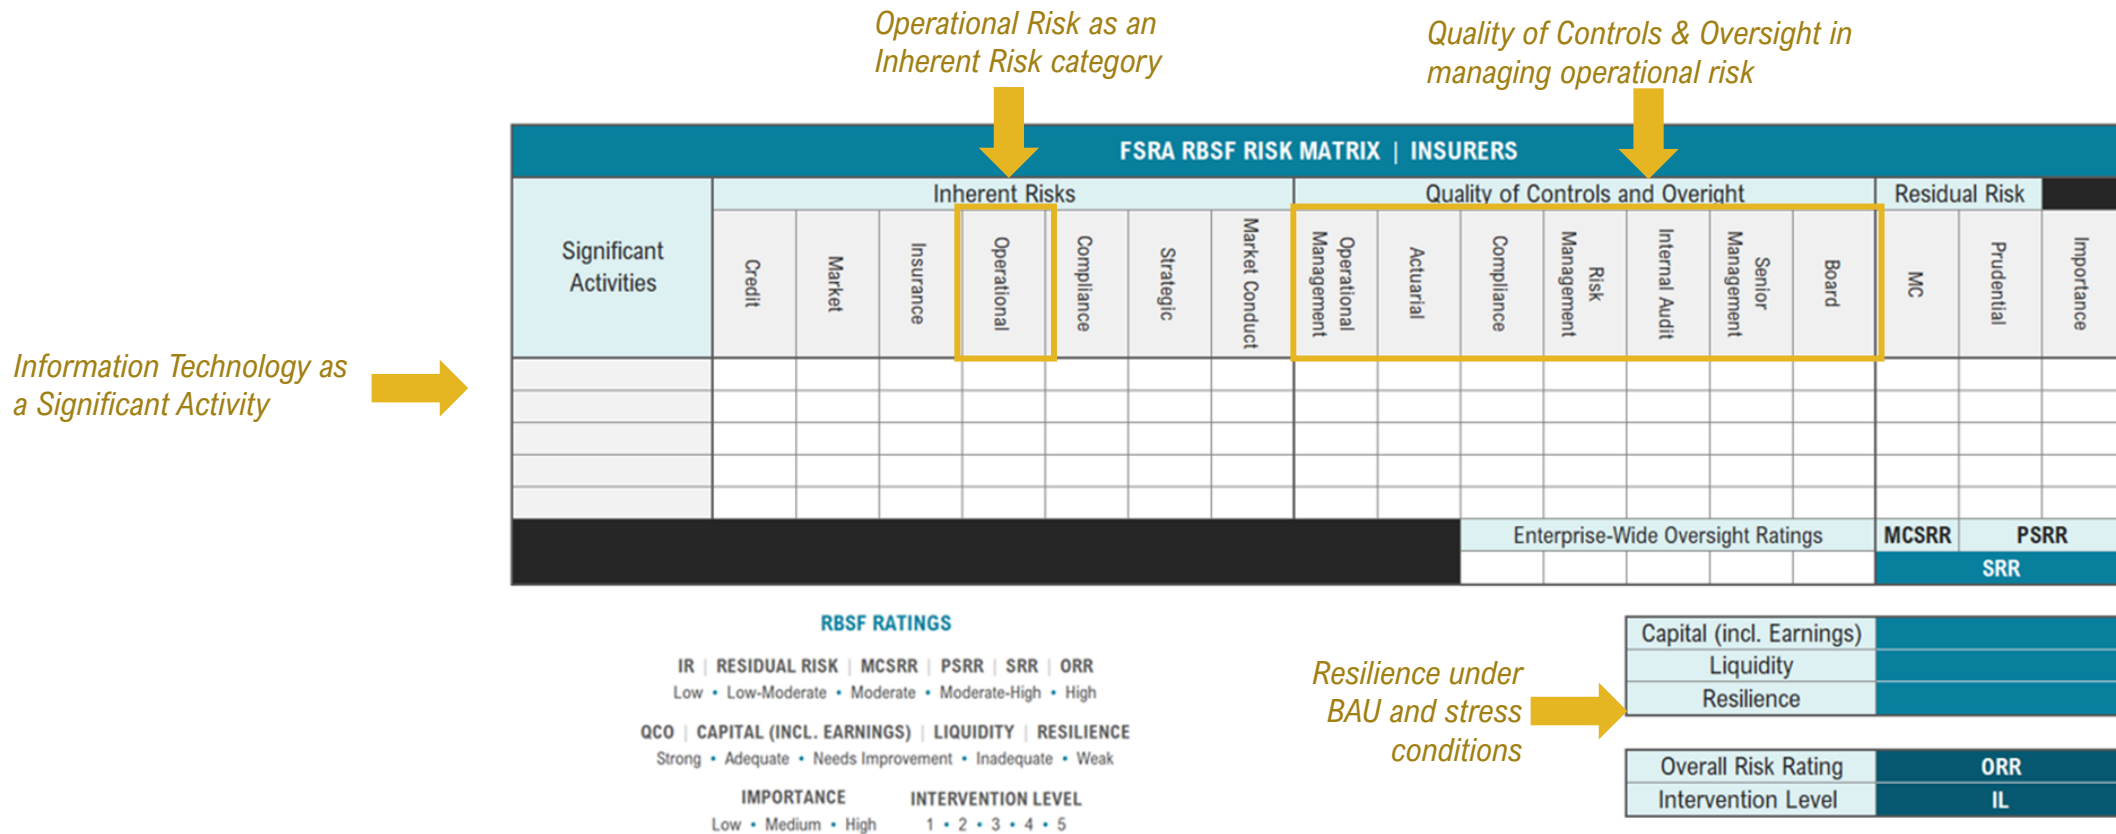 Operational Risk as an
Inherent Risk category
Quality of Controls & Oversight in
managing operational risk
FSRA RBSF RISK MATRIX | INSURERS
Significant
Activities
Inherent Risks
Quality of Controls and Overight
Residual Risk
Credit
Market
Insurance
Operational
Compliance
Strategic
Market Conduct
Operational
Management
Actuarial
Compliance
Risk
Management
Internal Audit
Senior
Management
Board
MC
Prudential
Importance
Information Technology as
a Significant Activity
Enterprise-Wide Oversight Ratings
MCSRR
PSRR
SRR
RBSF RATINGS
IR | RESIDUAL RISK | MCSRR | PSRR | SRR | ORR
Low • Low-Moderate • Moderate • Moderate-High • High
QCO | CAPITAL (INCL. EARNINGS) | LIQUIDITY | RESILIENCE
Strong • Adequate • Needs Improvement • Inadequate • Weak
IMPORTANCE
Low • Medium • High
INTERVENTION LEVEL
1 • 2 • 3 • 4 • 5
Resilience under
BAU and stress
conditions
Capital (incl. Earnings)
Liquidity
Resilience
Overall Risk Rating
ORR
Intervention Level
IL